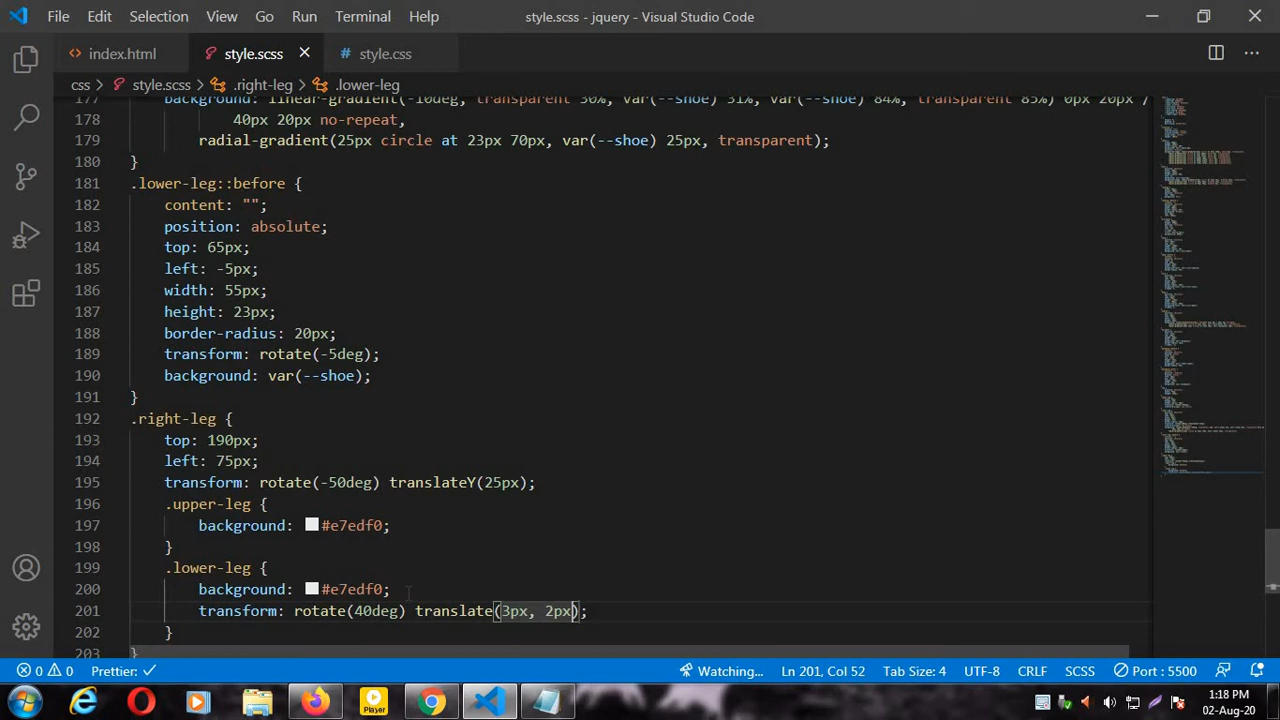 File Edit Selection View Go Run Terminal Help style.scss - jquery - Visual Studio Code
index.html style.scss style.css
css > style.scss > .right-leg > .lower-leg
177 background: linear-gradient(-10deg, transparent 30%, var(--shoe) 31%, var(--shoe) 84%, transparent 85%) 0px 20px /
178 40px 20px no-repeat,
179 radial-gradient(25px circle at 23px 70px, var(--shoe) 25px, transparent);
180 }
181 .lower-leg::before {
182 content: "";
183 position: absolute;
184 top: 65px;
185 left: -5px;
186 width: 55px;
187 height: 23px;
188 border-radius: 20px;
189 transform: rotate(-5deg);
190 background: var(--shoe);
191 }
192 .right-leg {
193 top: 190px;
194 left: 75px;
195 transform: rotate(-50deg) translateY(25px);
196 .upper-leg {
197 background: #e7edf0;
198 }
199 .lower-leg {
200 background: #e7edf0;
201 transform: rotate(40deg) translate(3px, 2px);
202 }
203 }
0 0 Prettier: ✓ Watching... Ln 201, Col 52 Tab Size: 4 UTF-8 CRLF SCSS Port : 5500
Player
1:18 PM
02-Aug-20